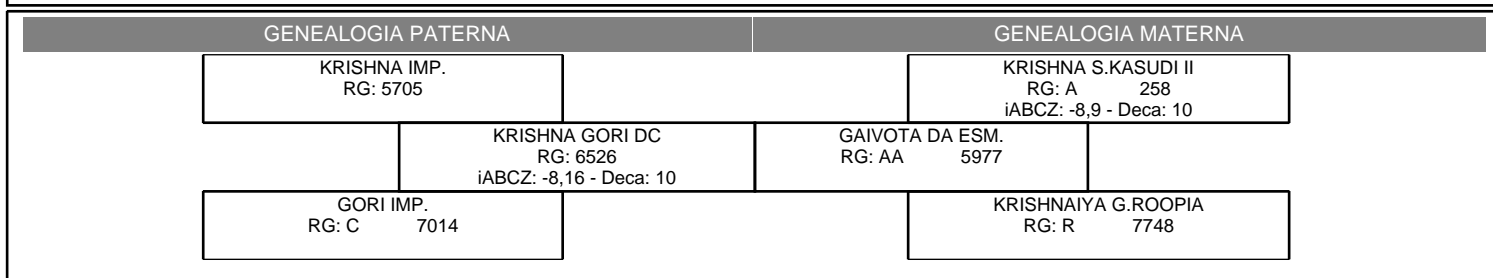 GENEALOGIA PATERNA
GENEALOGIA MATERNA
KRISHNA IMP.
RG: 5705
KRISHNA S.KASUDI II
RG: A 258
iABCZ: -8,9 - Deca: 10
KRISHNA GORI DC
RG: 6526
iABCZ: -8,16 - Deca: 10
GAIVOTA DA ESM.
RG: AA 5977
GORI IMP.
RG: C 7014
KRISHNAIYA G.ROOPIA
RG: R 7748